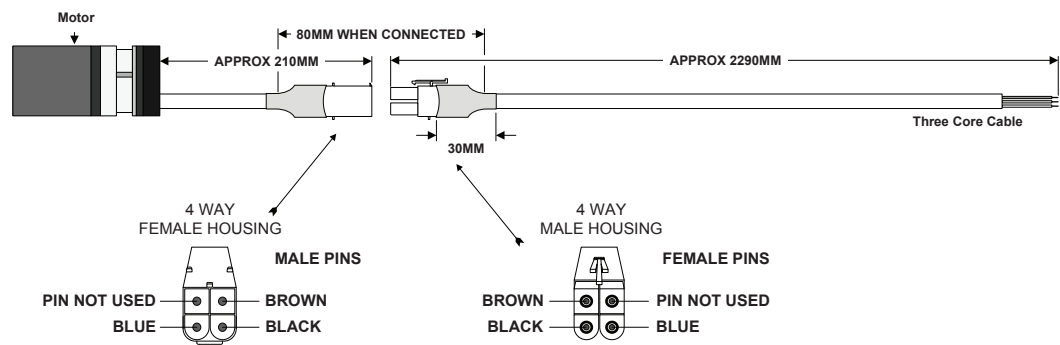 Motor
80MM WHEN CONNECTED
APPROX 210MM
APPROX 2290MM
Three Core Cable
30MM
4 WAY
FEMALE HOUSING
MALE PINS
PIN NOT USED
BROWN
BLUE
BLACK
4 WAY
MALE HOUSING
FEMALE PINS
BROWN
PIN NOT USED
BLACK
BLUE